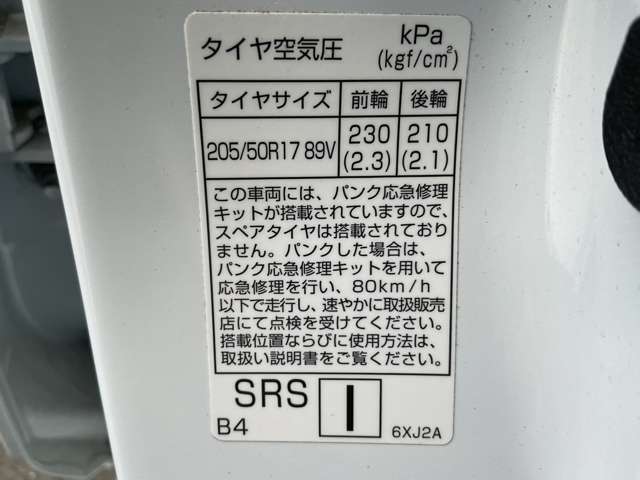 タイヤ空気圧 kPa
(kgf/cm²)
タイヤサイズ 前輪 後輪
205/50R17 89V 230 210
(2.3) (2.1)
この車両には、パンク応急修理
キットが搭載されていますので、
スペアタイヤは搭載されており
ません。パンクした場合は、
パンク応急修理キットを用いて
応急修理を行い、80km/h
以下で走行し、速やかに取扱販売
店にて点検を受けてください。
搭載位置ならびに使用方法は、
取扱い説明書をご覧ください。
SRS I
B4 6XJ2A